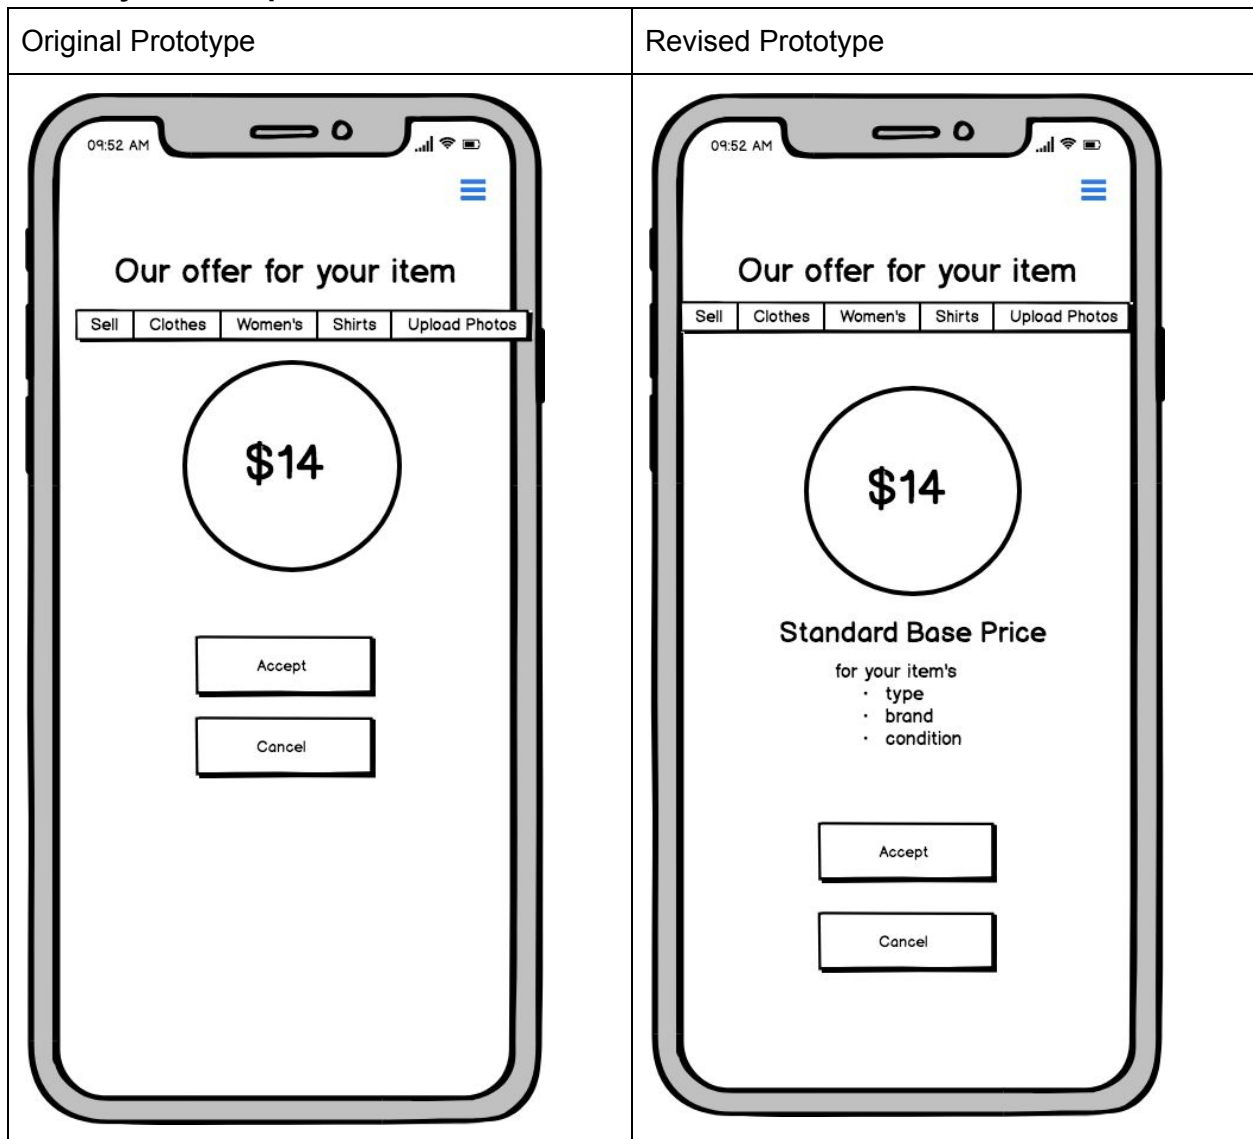 Original Prototype
09:52 AM
Our offer for your item
Sell Clothes Women's Shirts Upload Photos
$14
Accept
Cancel
Revised Prototype
09:52 AM
Our offer for your item
Sell Clothes Women's Shirts Upload Photos
$14
Standard Base Price
for your item's
· type
· brand
· condition
Accept
Cancel